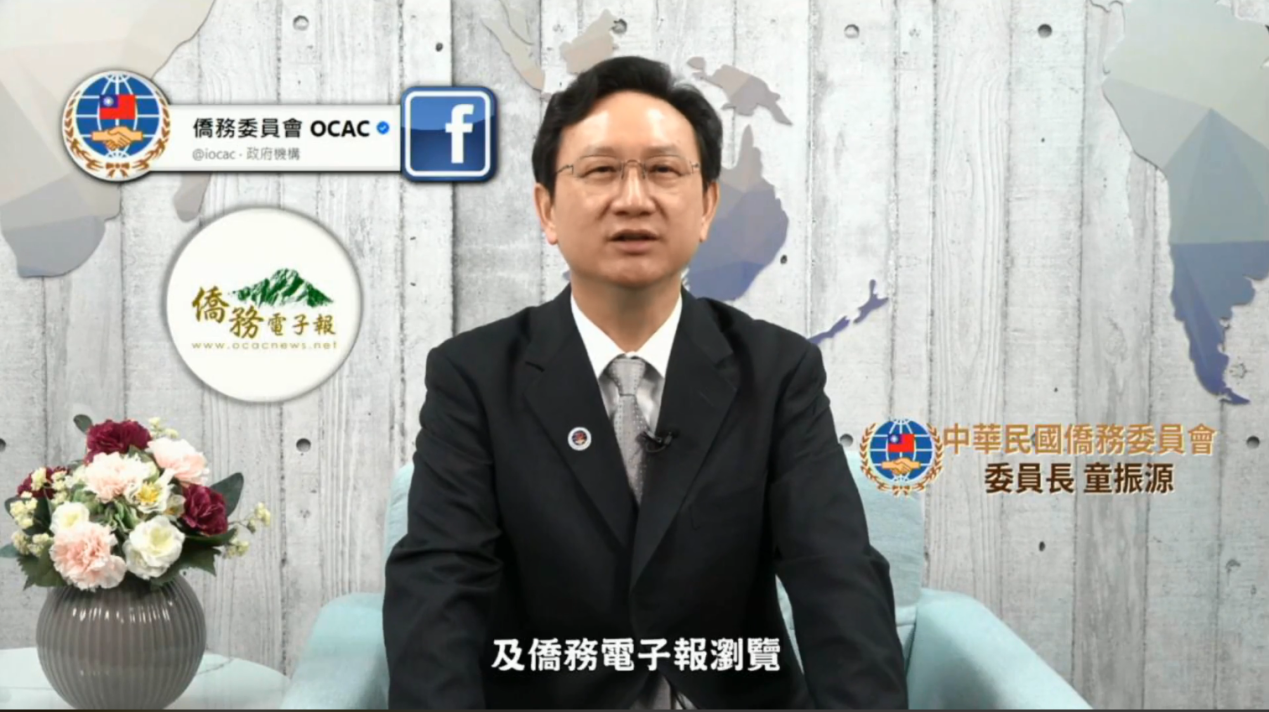 僑務委員會 OCAC
@iocac · 政府機構
f
僑務電子報
www.ocacnews.net
中華民國僑務委員會
委員長 童振源
及僑務電子報瀏覽